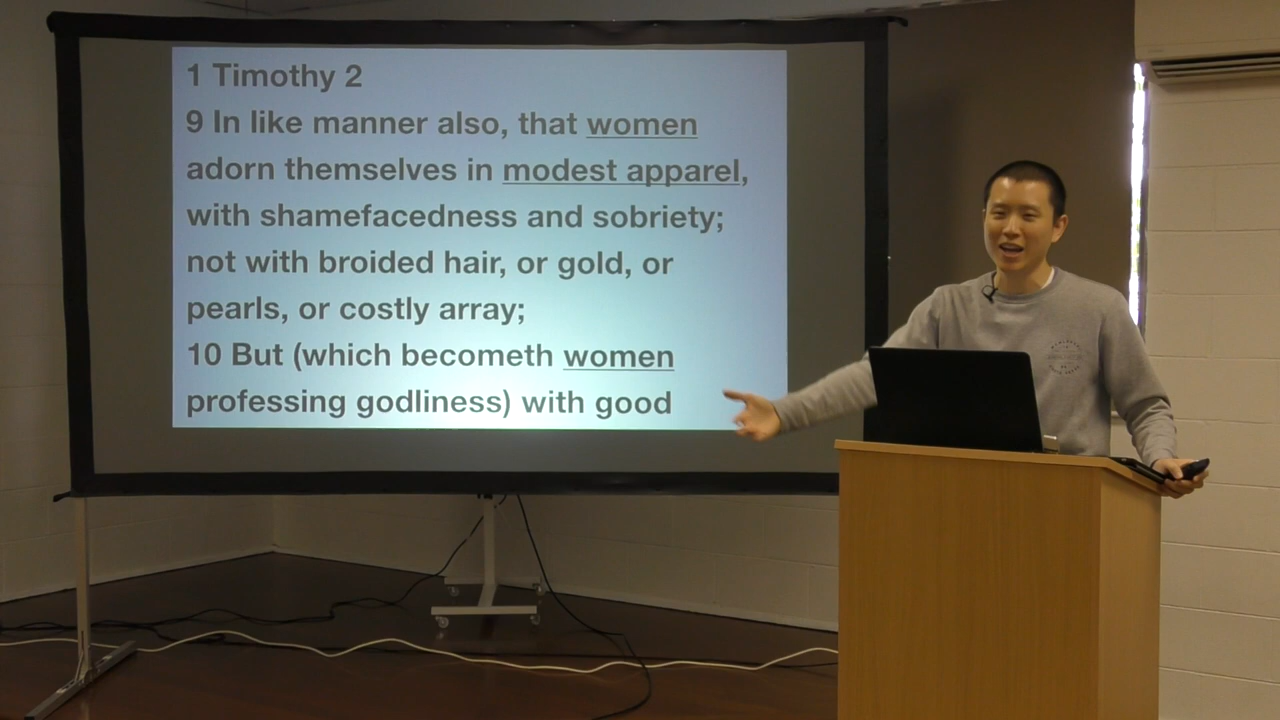 1 Timothy 2
9 In like manner also, that women
adorn themselves in modest apparel,
with shamefacedness and sobriety;
not with broided hair, or gold, or
pearls, or costly array;
10 But (which becometh women
professing godliness) with good